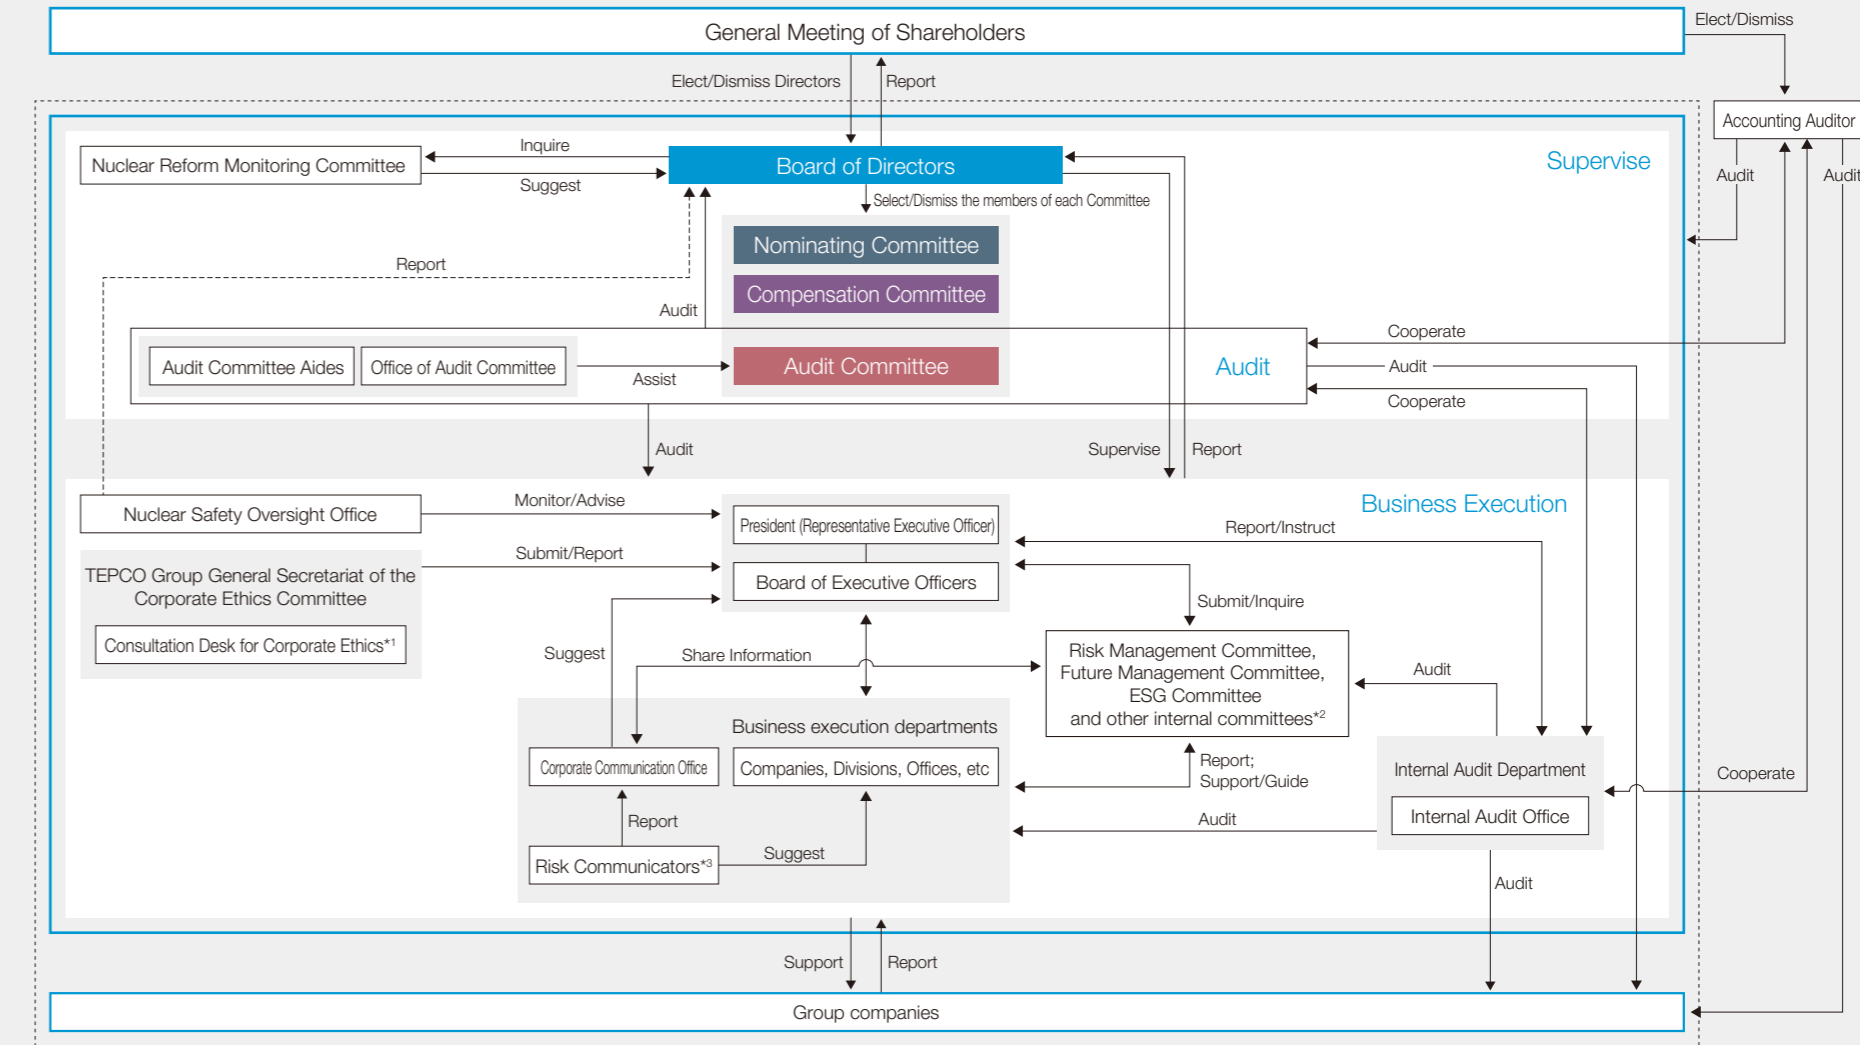 General Meeting of Shareholders
Elect/Dismiss
Elect/Dismiss Directors
Report
Accounting Auditor
Nuclear Reform Monitoring Committee
Inquire
Suggest
Board of Directors
Supervise
Audit
Audit
Select/Dismiss the members of each Committee
Nominating Committee
Report
Compensation Committee
Audit
Cooperate
Audit Committee Aides
Office of Audit Committee
Assist
Audit Committee
Audit
Audit
Cooperate
Audit
Supervise
Report
Nuclear Safety Oversight Office
Monitor/Advise
Business Execution
President (Representative Executive Officer)
Report/Instruct
Submit/Report
TEPCO Group General Secretariat of the
Corporate Ethics Committee
Board of Executive Officers
Submit/Inquire
Consultation Desk for Corporate Ethics*1
Suggest
Share Information
Risk Management Committee,
Future Management Committee,
ESG Committee
and other internal committees*2
Audit
Business execution departments
Corporate Communication Office
Companies, Divisions, Offices, etc
Report;
Support/Guide
Internal Audit Department
Cooperate
Internal Audit Office
Report
Audit
Risk Communicators*3
Suggest
Audit
Support
Report
Group companies